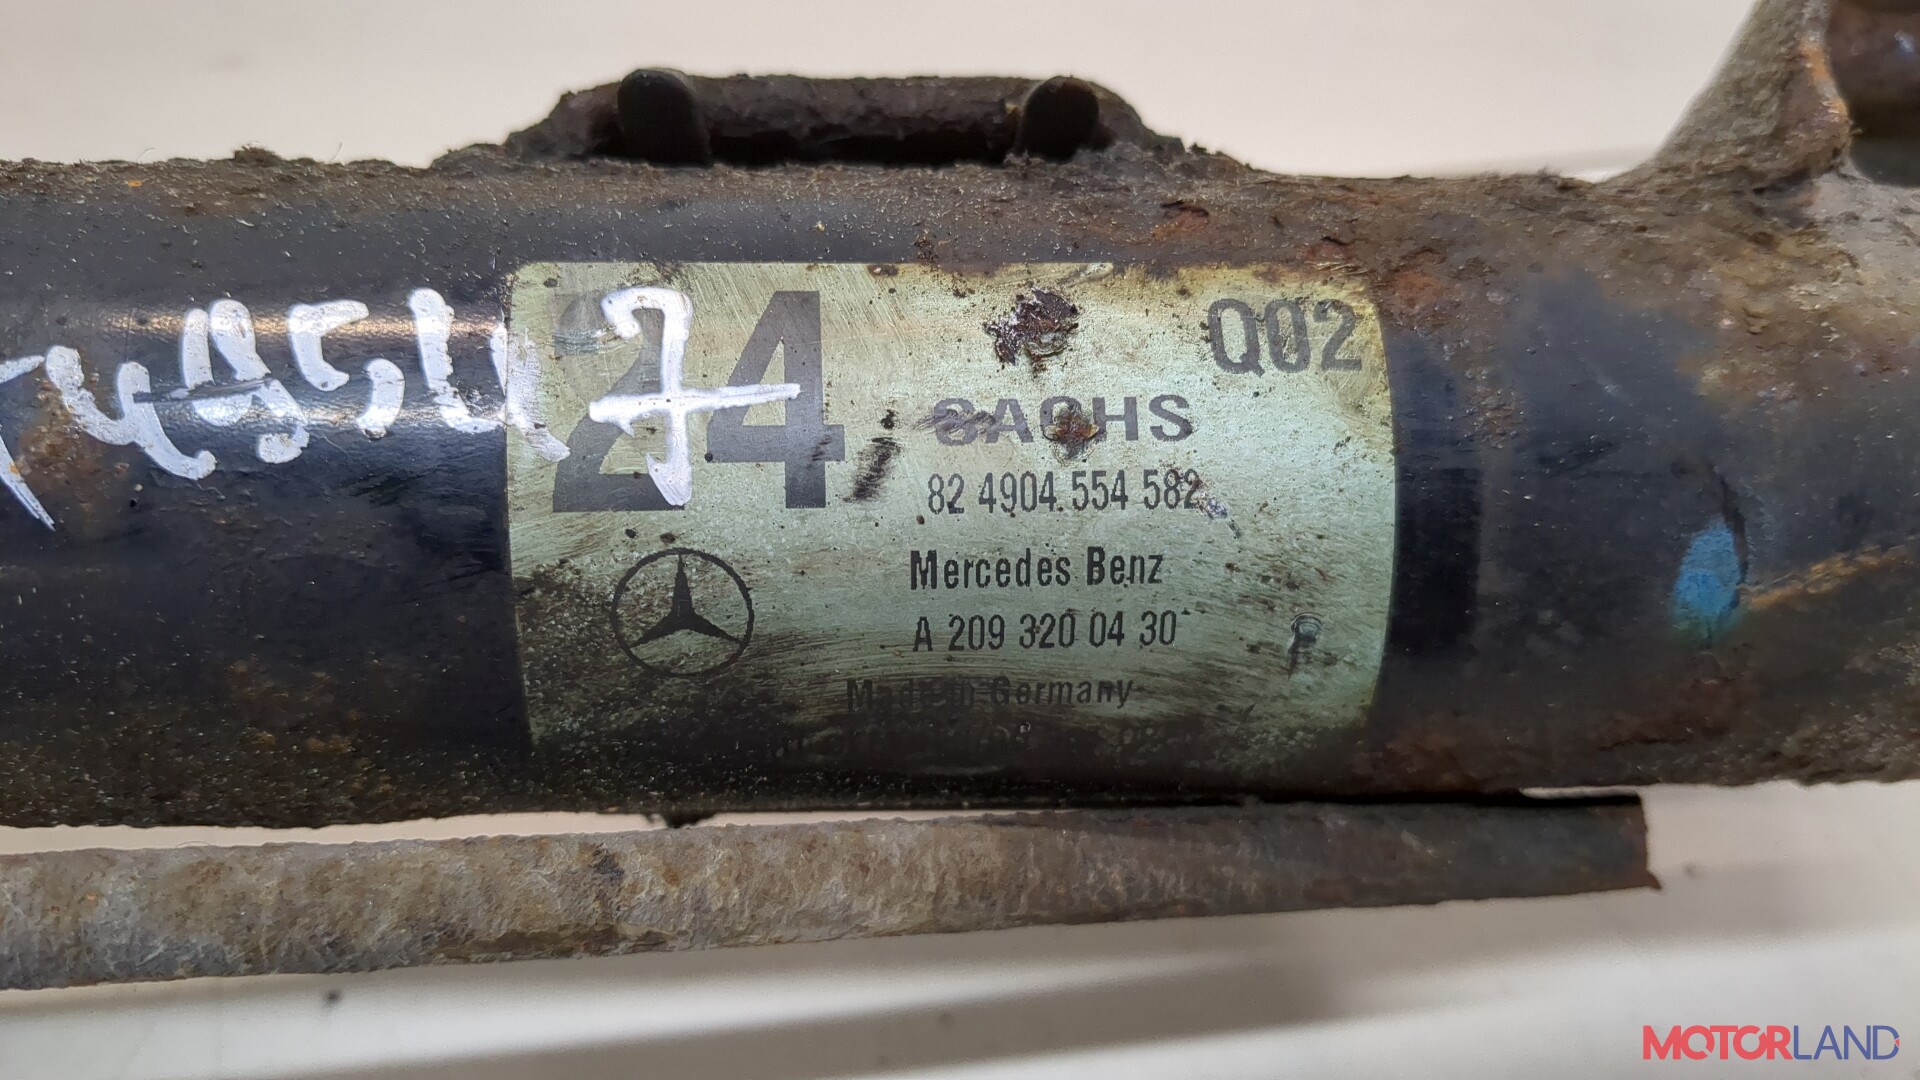 24
Q02
SACHS
82 4904 554 582
Mercedes Benz
A 209 320 04 30
Made in Germany
MOTORLAND